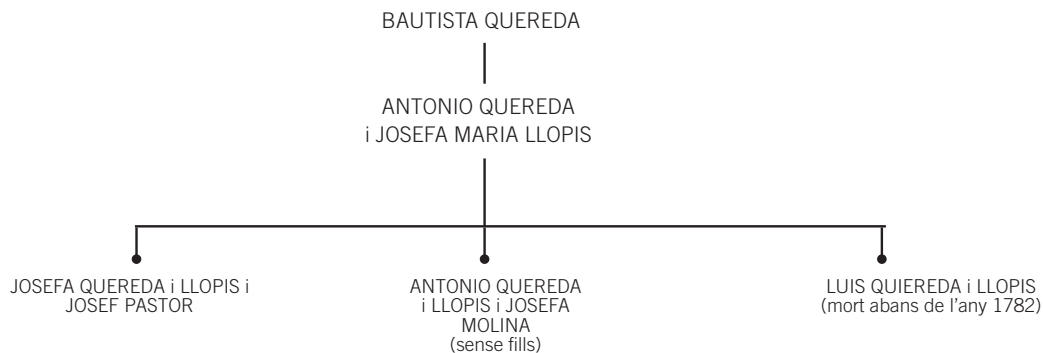 BAUTISTA QUEREDA
ANTONIO QUEREDA
i JOSEFA MARIA LLOPIS
JOSEFA QUEREDA i LLOPIS i
JOSEF PASTOR
ANTONIO QUEREDA
i LLOPIS i JOSEFA
MOLINA
(sense fills)
LUIS QUIEREDA i LLOPIS
(mort abans de l'any 1782)